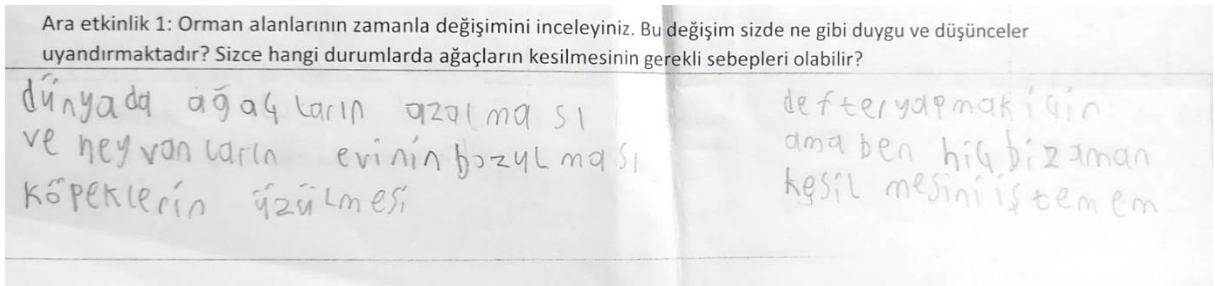 Ara etkinlik 1: Orman alanlarının zamanla değişimini inceleyiniz. Bu değişim sizde ne gibi duygu ve düşünceler
uyandırmaktadır? Sizce hangi durumlarda ağaçların kesilmesinin gerekli sebepleri olabilir?
dünyada ağaçların azalması
ve heyvanların evinin bozulması
köpeklerin üzülmesi
defter yapmak için
ama ben hiç bizaman
kesilmesini istemem